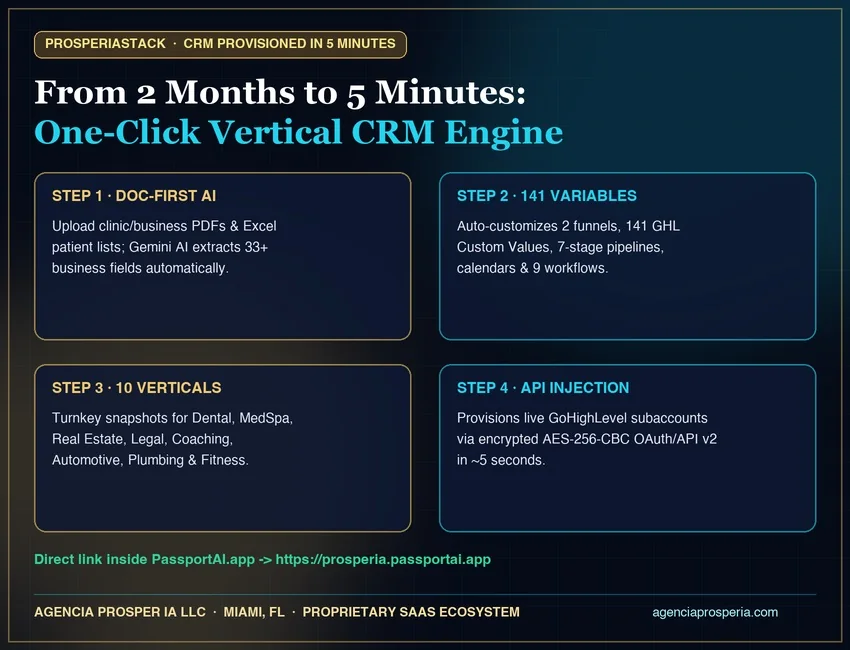 PROSPERIASTACK · CRM PROVISIONED IN 5 MINUTES
From 2 Months to 5 Minutes:
One-Click Vertical CRM Engine
STEP 1 · DOC-FIRST AI
Upload clinic/business PDFs & Excel
patient lists; Gemini AI extracts 33+
business fields automatically.
STEP 2 · 141 VARIABLES
Auto-customizes 2 funnels, 141 GHL
Custom Values, 7-stage pipelines,
calendars & 9 workflows.
STEP 3 · 10 VERTICALS
Turnkey snapshots for Dental, MedSpa,
Real Estate, Legal, Coaching,
Automotive, Plumbing & Fitness.
STEP 4 · API INJECTION
Provisions live GoHighLevel subaccounts
via encrypted AES-256-CBC OAuth/API v2
in ~5 seconds.
Direct link inside PassportAI.app -> https://prosperia.passportai.app
AGENCIA PROSPER IA LLC · MIAMI, FL · PROPRIETARY SAAS ECOSYSTEM
agenciaprosperia.com